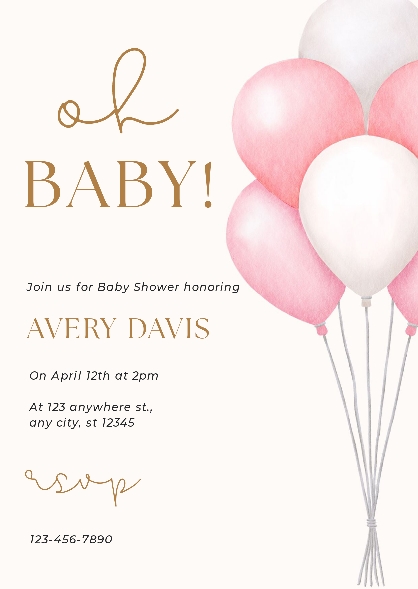 oh
BABY!
Join us for Baby Shower honoring
AVERY DAVIS
On April 12th at 2pm
At 123 anywhere st.,
any city, st 12345
rsvp
123-456-7890